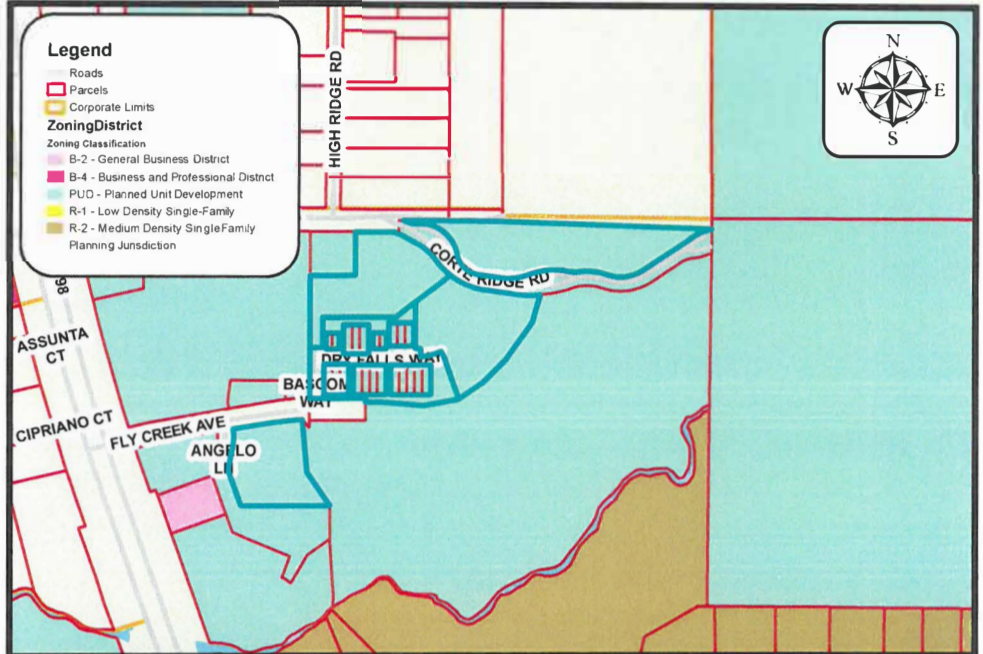 Legend
Roads
Parcels
Corporate Limits
ZoningDistrict
Zoning Classification
B-2 - General Business District
B-4 - Business and Professional District
PUD - Planned Unit Development
R-1 - Low Density Single-Family
R-2 - Medium Density SingleFamily
Planning Jurisdiction
N
W E
S
HIGH RIDGE RD
CORTE RIDGE RD
98
ASSUNTA
CT
DRY FALLS WAY
BASCOM
WAY
CIPRIANO CT
FLY CREEK AVE
ANGELO
LN